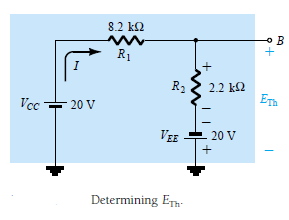 8.2 kΩ
B
R1
+
I
+
R2
2.2 kΩ
ETh
VCC
20 V
−
−
VEE
20 V
+
−
Determining ETh.